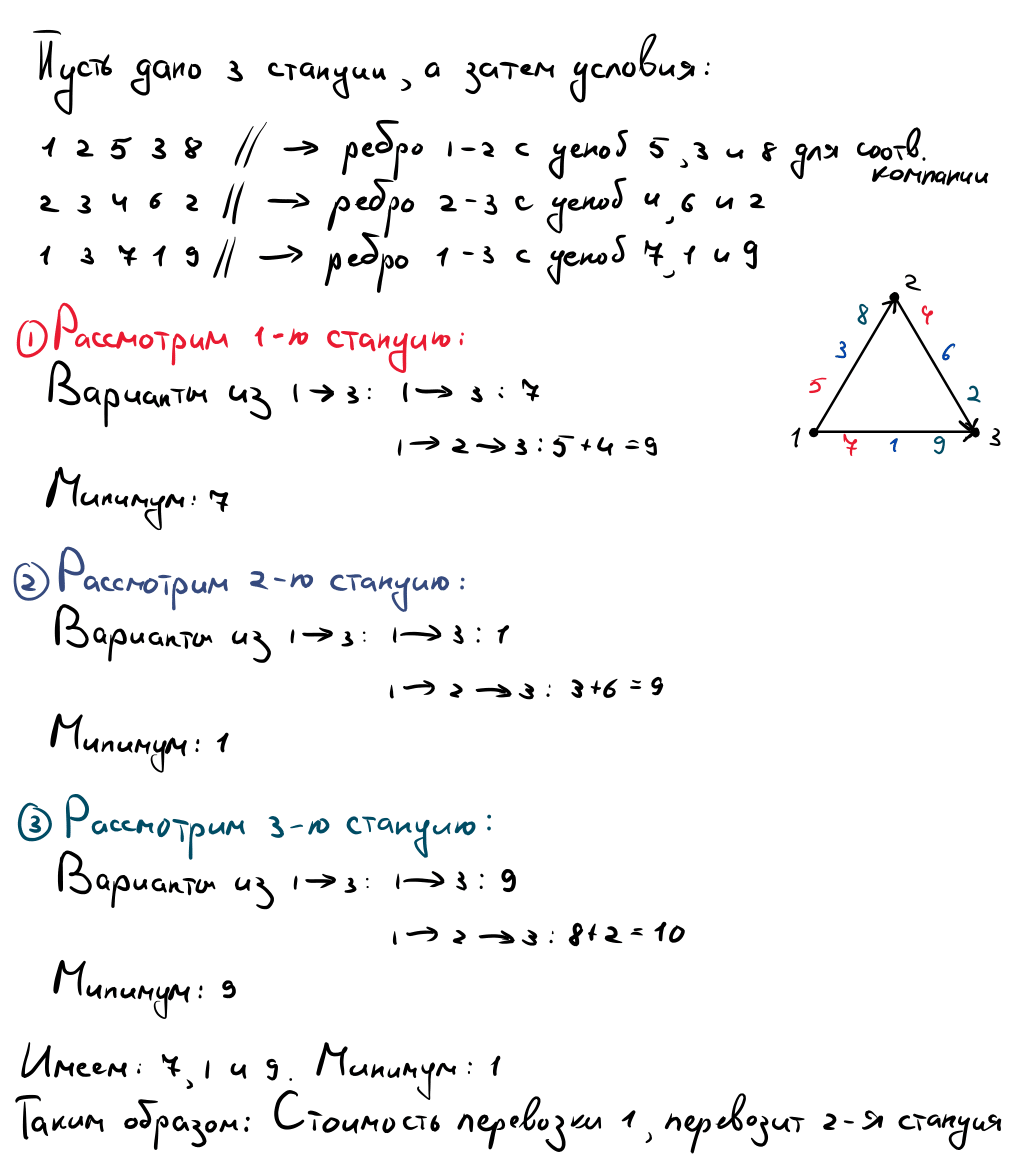 Пусть дано 3 станции, а затем условия:
1 2 5 3 8 // → ребро 1-2 с ценой 5, 3 и 8 для соотв. компании
2 3 4 6 2 // → ребро 2-3 с ценой 4, 6 и 2
1 3 7 1 9 // → ребро 1-3 с ценой 7, 1 и 9
① Рассмотрим 1-ю станцию:
Варианты из 1 → 3: 1 → 3 : 7
1 → 2 → 3 : 5 + 4 = 9
Минимум: 7
2
8 4
3 6
5 2
1 7 1 9 3
② Рассмотрим 2-ю станцию:
Варианты из 1 → 3: 1 → 3 : 1
1 → 2 → 3 : 3+6 = 9
Минимум: 1
③ Рассмотрим 3-ю станцию:
Варианты из 1 → 3: 1 → 3 : 9
1 → 2 → 3 : 8+2 = 10
Минимум: 9
Имеем: 7, 1 и 9. Минимум: 1
Таким образом: Стоимость перевозки 1, перевозит 2-я станция